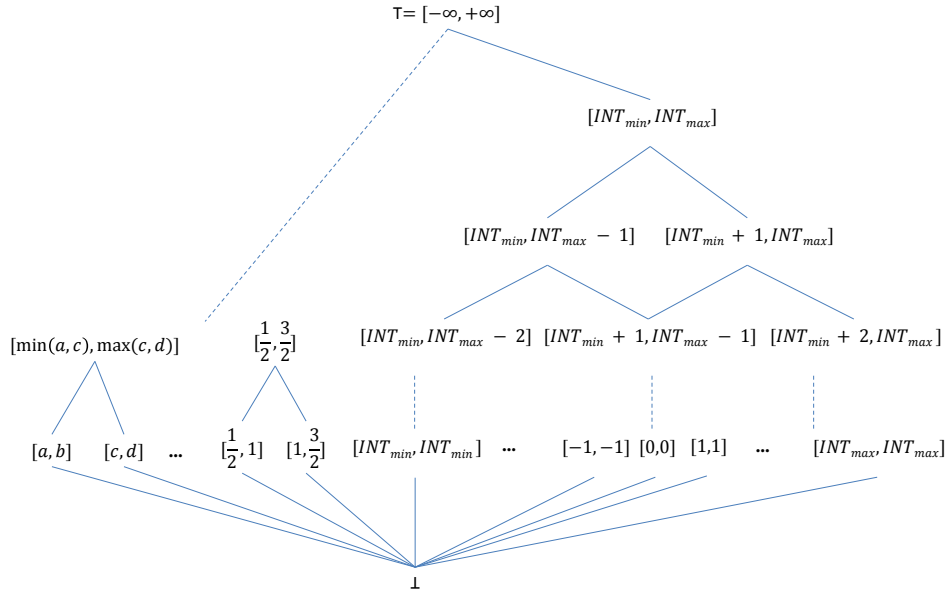 ⊤= [−∞, +∞]
[INT_min, INT_max]
[INT_min, INT_max − 1] [INT_min + 1, INT_max]
[min(a, c), max(c, d)] [1/2, 3/2] [INT_min, INT_max − 2] [INT_min + 1, INT_max − 1] [INT_min + 2, INT_max]
[a, b] [c, d] ... [1/2, 1] [1, 3/2] [INT_min, INT_min] ... [−1, −1] [0,0] [1,1] ... [INT_max, INT_max]
⊥